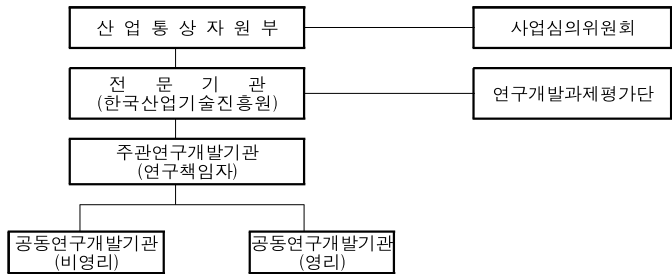 산 업 통 상 자 원 부
사업심의위원회
전 문 기 관
(한국산업기술진흥원)
연구개발과제평가단
주관연구개발기관
(연구책임자)
공동연구개발기관
(비영리)
공동연구개발기관
(영리)